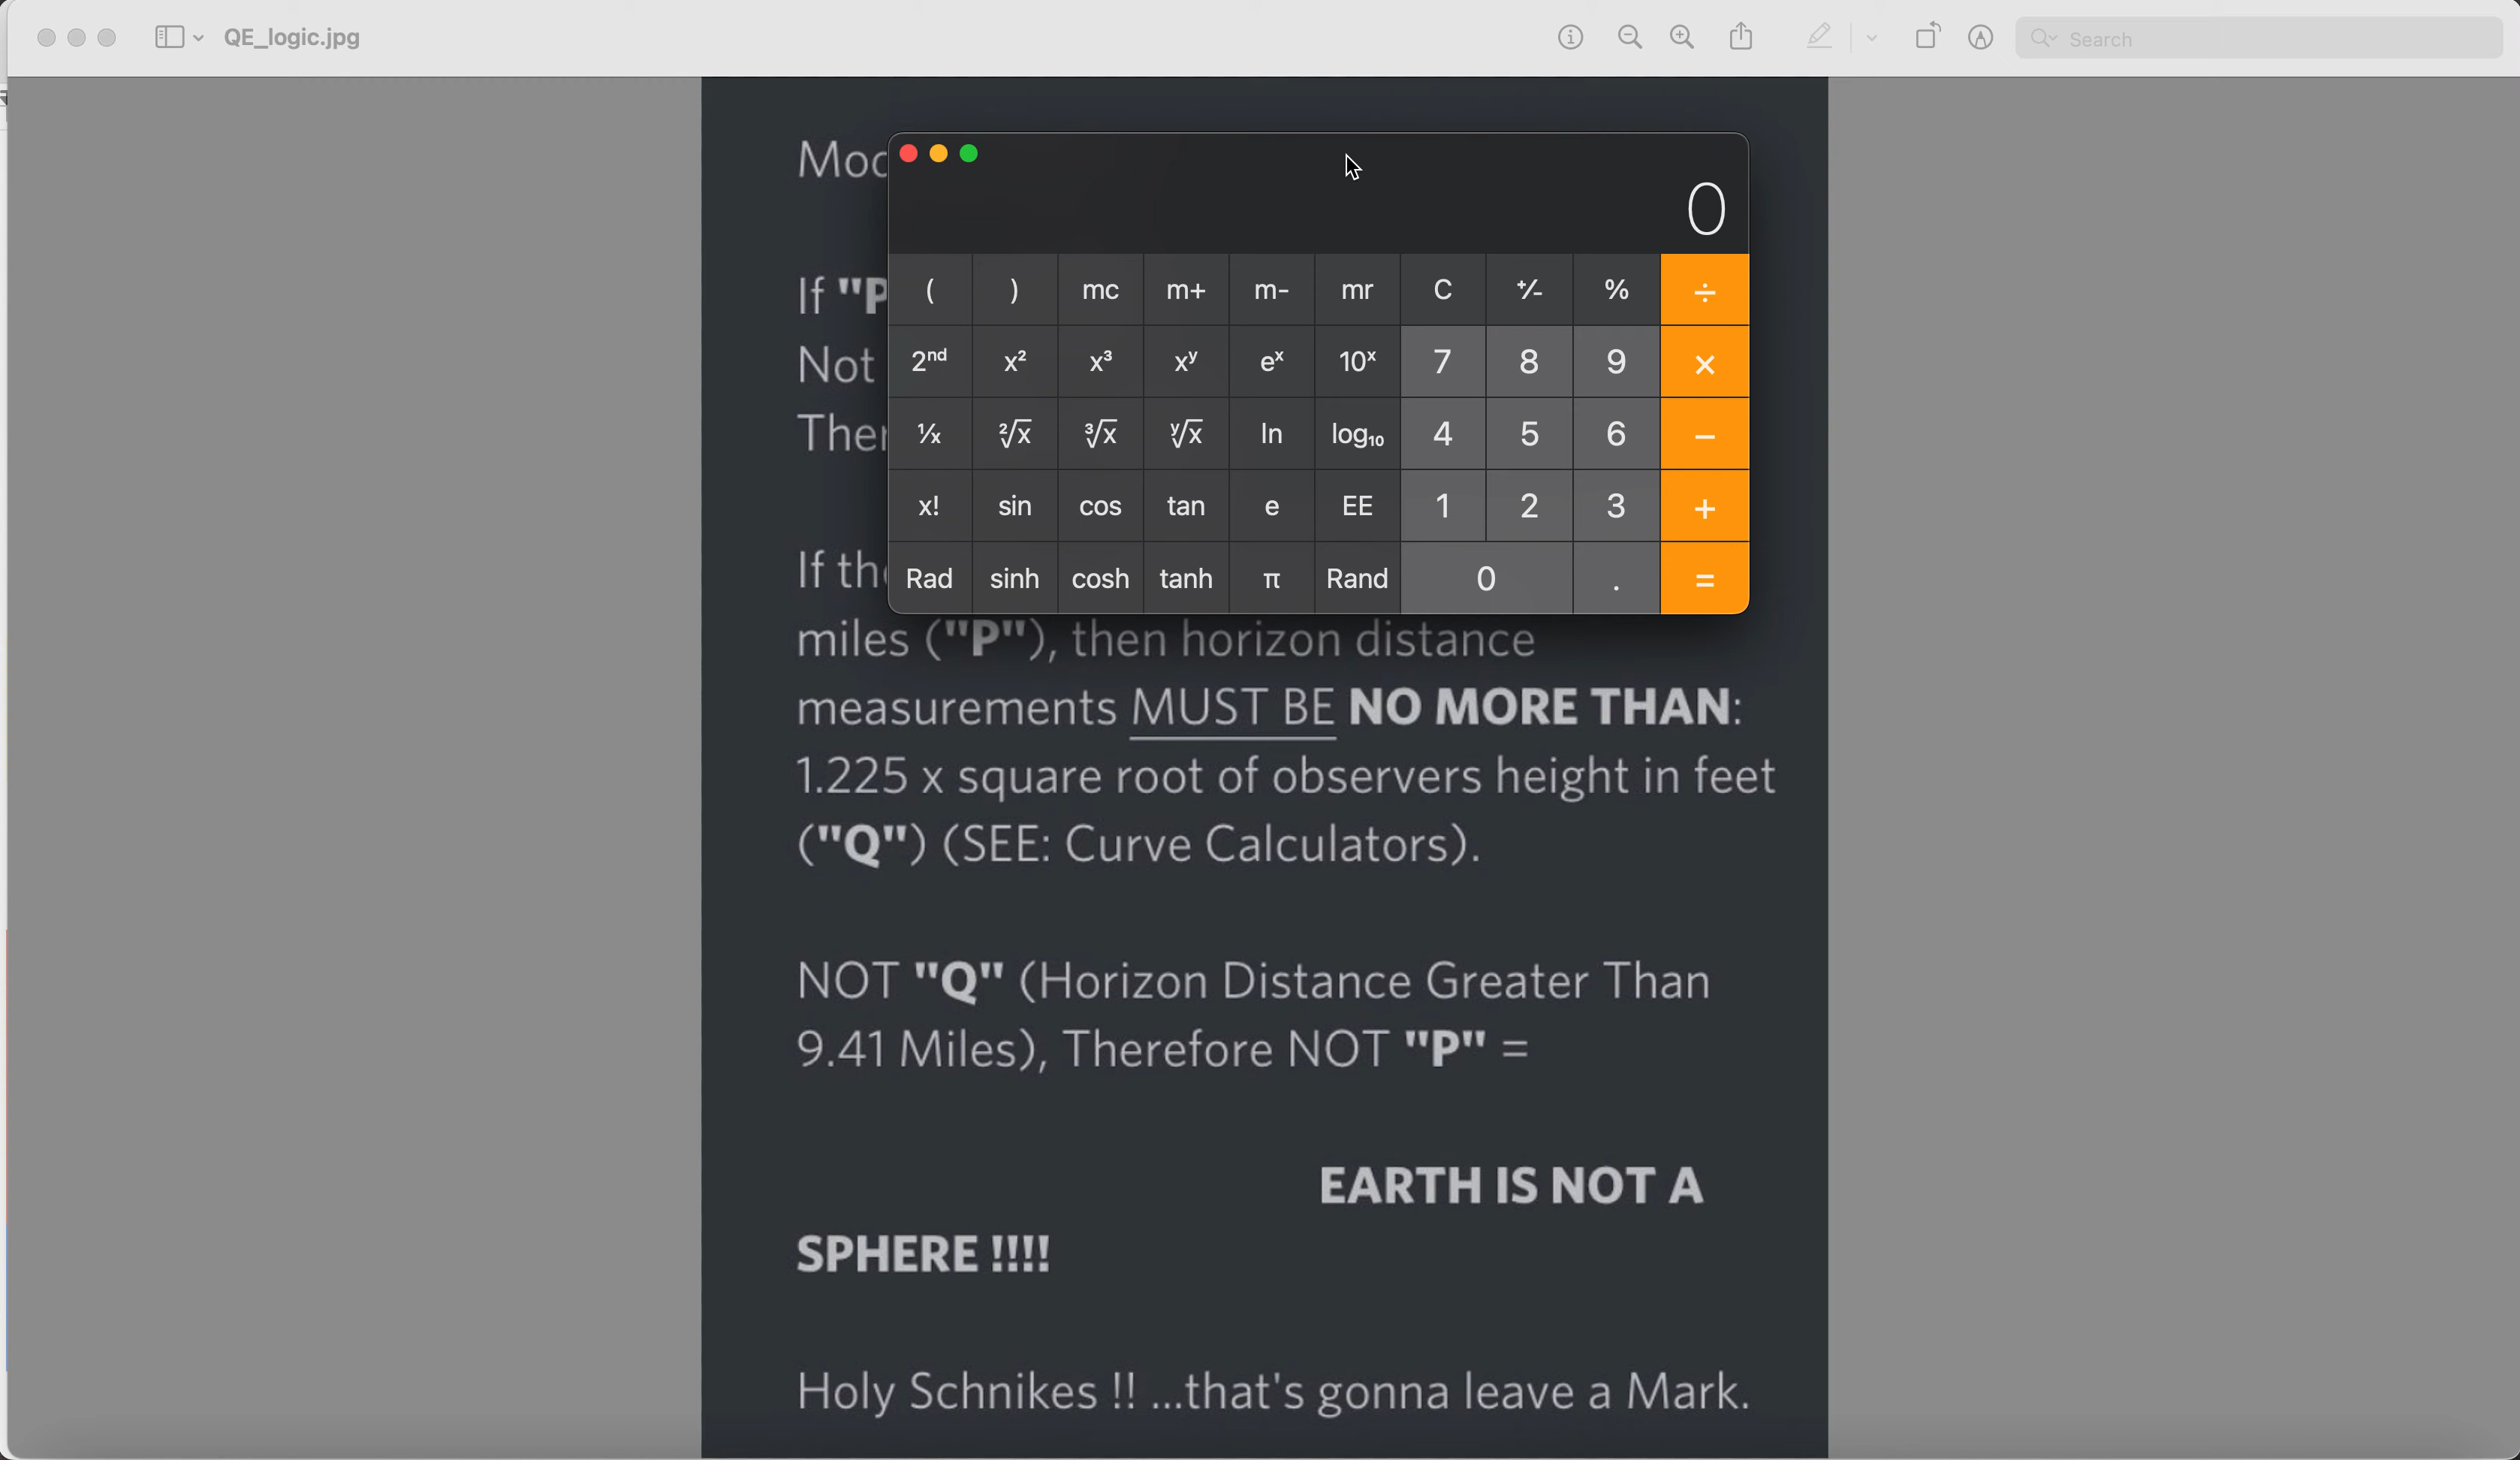 QE_logic.jpg
Search
0
( ) mc m+ m- mr C ⁺∕₋ % ÷
2ⁿᵈ x² x³ xʸ eˣ 10ˣ 7 8 9 ×
¹∕ₓ ²√x ³√x ʸ√x ln log₁₀ 4 5 6 −
x! sin cos tan e EE 1 2 3 +
Rad sinh cosh tanh π Rand 0 . =
If
Not
miles ("P"), then horizon distance
measurements MUST BE NO MORE THAN:
1.225 x square root of observers height in feet
("Q") (SEE: Curve Calculators).
NOT "Q" (Horizon Distance Greater Than
9.41 Miles), Therefore NOT "P" =
EARTH IS NOT A
SPHERE !!!!
Holy Schnikes !! ...that's gonna leave a Mark.